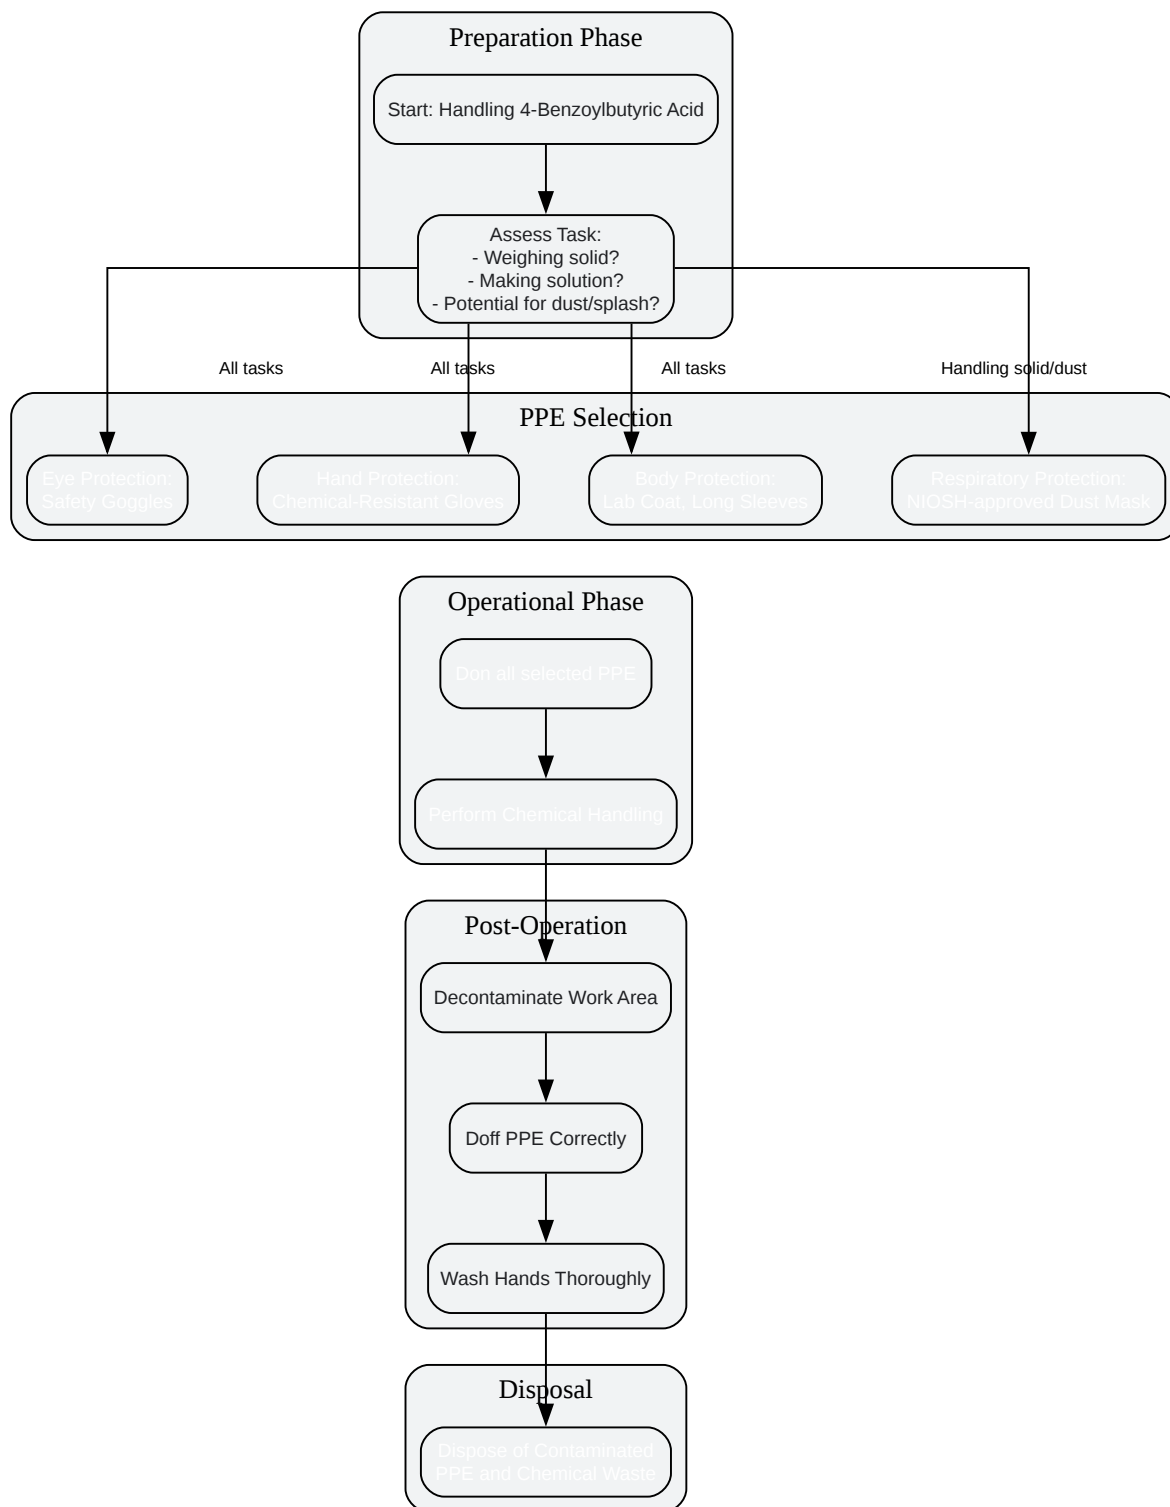 Preparation Phase
Start: Handling 4-Benzoylbutyric Acid
Assess Task:
- Weighing solid?
- Making solution?
- Potential for dust/splash?
All tasks
All tasks
All tasks
Handling solid/dust
PPE Selection
Eye Protection:
Safety Goggles
Hand Protection:
Chemical-Resistant Gloves
Body Protection:
Lab Coat, Long Sleeves
Respiratory Protection:
NIOSH-approved Dust Mask
Operational Phase
Don all selected PPE
Perform Chemical Handling
Post-Operation
Decontaminate Work Area
Doff PPE Correctly
Wash Hands Thoroughly
Disposal
Dispose of Contaminated
PPE and Chemical Waste